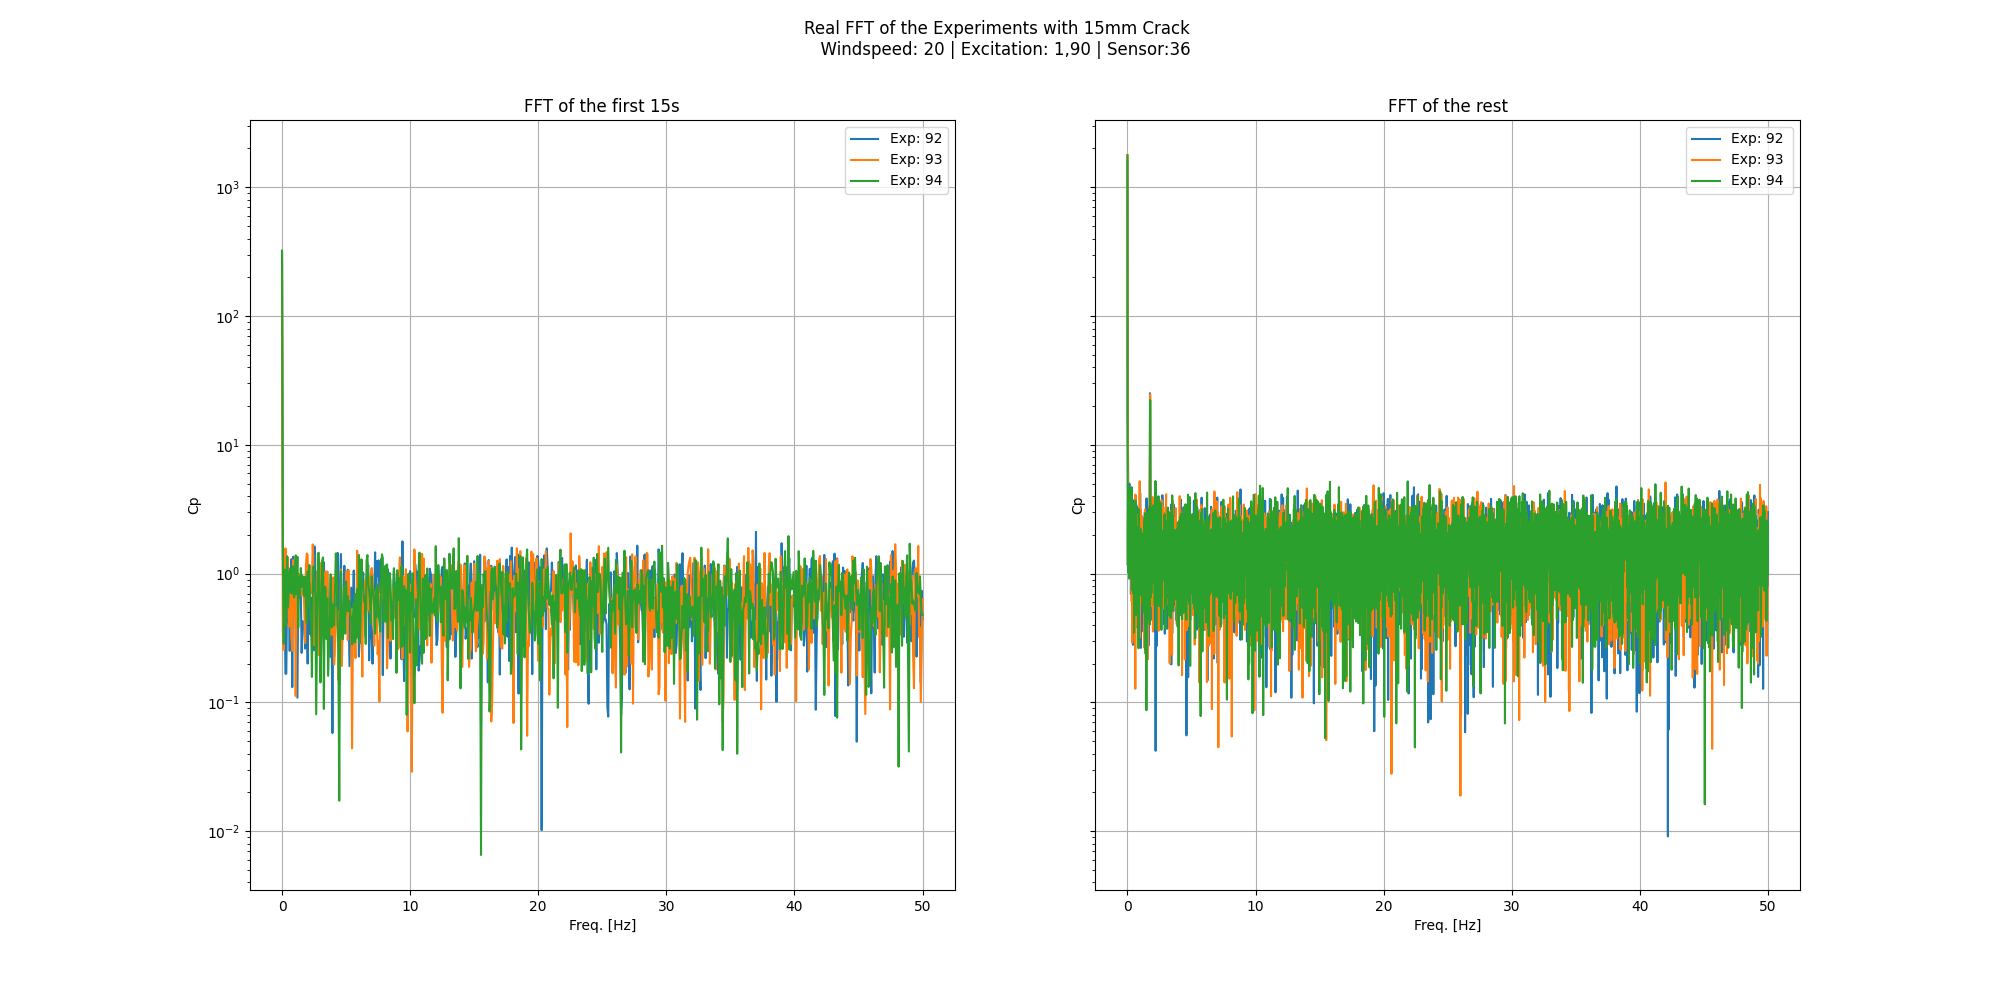 Real FFT of the Experiments with 15mm Crack
Windspeed: 20 | Excitation: 1,90 | Sensor:36
FFT of the first 15s
Exp: 92
Exp: 93
Exp: 94
10³
10²
10¹
10⁰
10⁻¹
10⁻²
Cp
0 10 20 30 40 50
Freq. [Hz]
FFT of the rest
Exp: 92
Exp: 93
Exp: 94
Cp
0 10 20 30 40 50
Freq. [Hz]